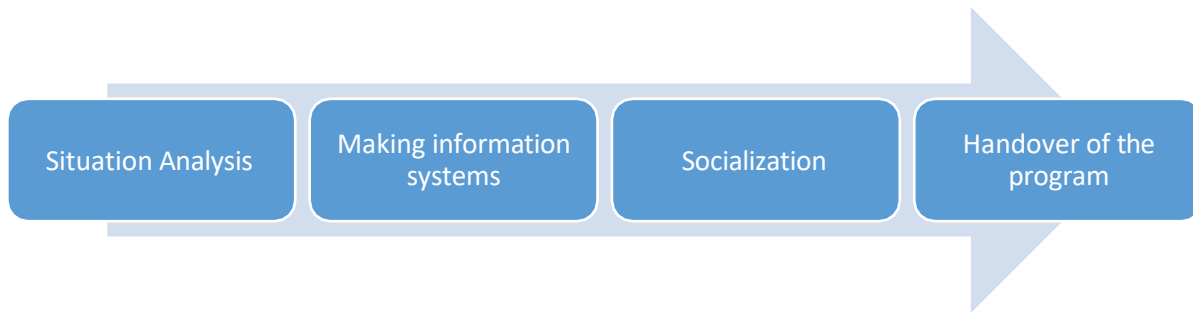 Situation Analysis
Making information
systems
Socialization
Handover of the
program